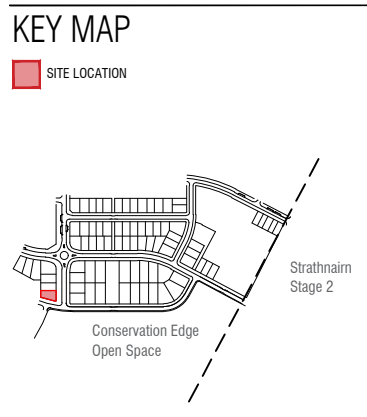 KEY MAP
SITE LOCATION
Strathnairn
Stage 2
Conservation Edge
Open Space